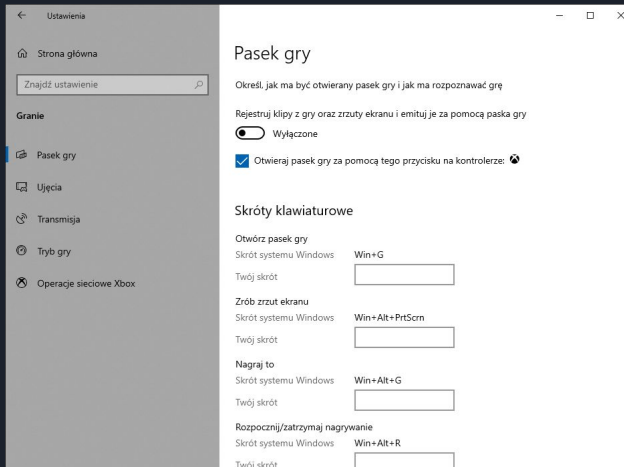 Ustawienia
Strona główna
Znajdź ustawienie
Granie
Pasek gry
Ujęcia
Transmisja
Tryb gry
Operacje sieciowe Xbox
Pasek gry
Określ, jak ma być otwierany pasek gry i jak ma rozpoznawać grę
Rejestruj klipy z gry oraz zrzuty ekranu i emituj je za pomocą paska gry
Wyłączone
Otwieraj pasek gry za pomocą tego przycisku na kontrolerze:
Skróty klawiaturowe
Otwórz pasek gry
Skrót systemu Windows Win+G
Twój skrót
Zrób zrzut ekranu
Skrót systemu Windows Win+Alt+PrtScrn
Twój skrót
Nagraj to
Skrót systemu Windows Win+Alt+G
Twój skrót
Rozpocznij/zatrzymaj nagrywanie
Skrót systemu Windows Win+Alt+R
Twój skrót